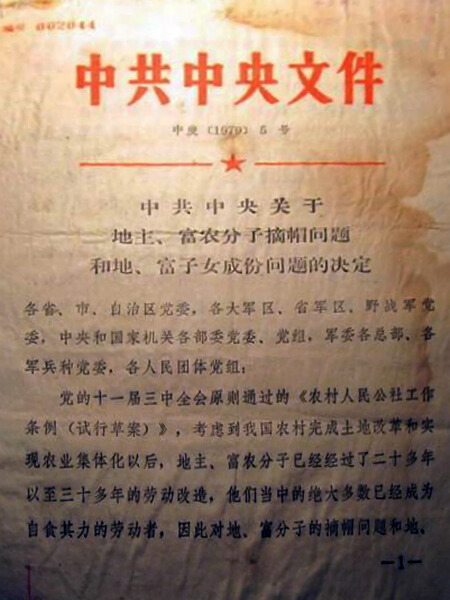 编号 002044
中共中央文件
中发〔1979〕5号
中共中央关于
地主、富农分子摘帽问题
和地、富子女成份问题的决定
各省、市、自治区党委，各大军区、省军区、野战军党
委，中央和国家机关各部委党委、党组，军委各总部、各
军兵种党委，各人民团体党组：
党的十一届三中全会原则通过的《农村人民公社工作
条例（试行草案）》，考虑到我国农村完成土地改革和实
现农业集体化以后，地主、富农分子已经经过了二十多年
以至三十多年的劳动改造，他们当中的绝大多数已经成为
自食其力的劳动者，因此对地、富分子的摘帽问题和地、
—1—